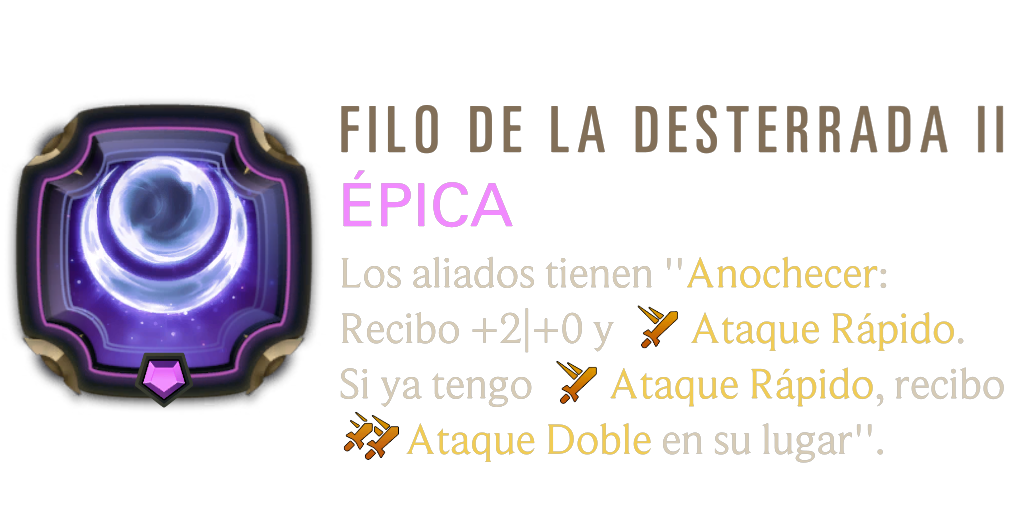 FILO DE LA DESTERRADA II
ÉPICA
Los aliados tienen "Anochecer:
Recibo +2|+0 y Ataque Rápido.
Si ya tengo Ataque Rápido, recibo
Ataque Doble en su lugar".